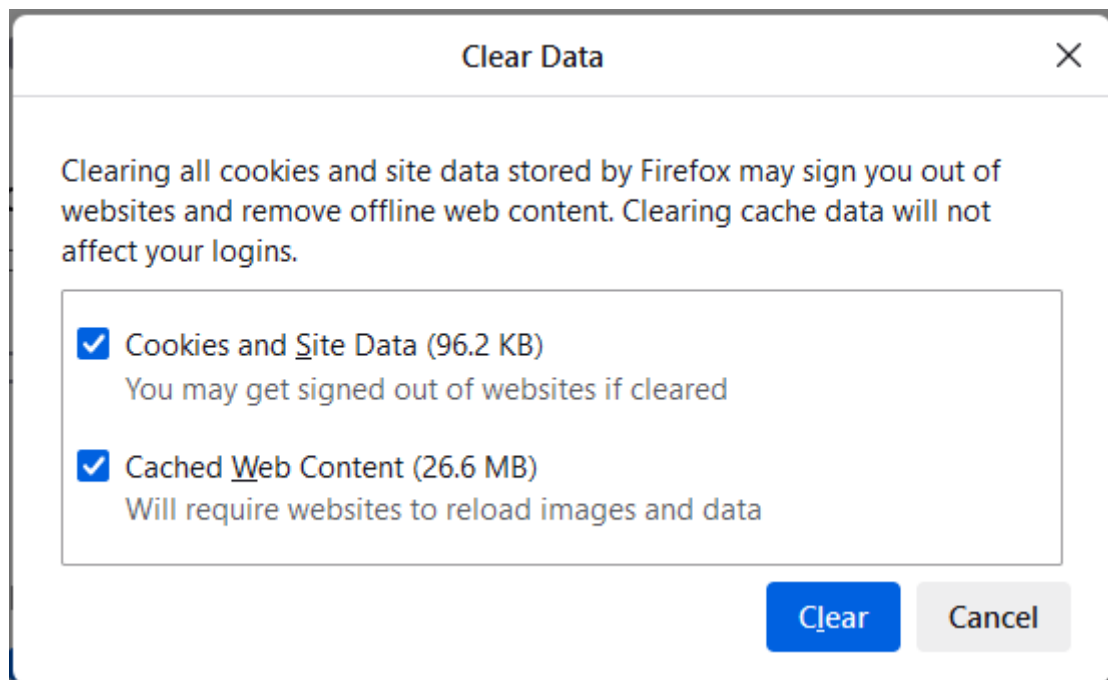 Clear Data
Clearing all cookies and site data stored by Firefox may sign you out of
websites and remove offline web content. Clearing cache data will not
affect your logins.
Cookies and Site Data (96.2 KB)
You may get signed out of websites if cleared
Cached Web Content (26.6 MB)
Will require websites to reload images and data
Clear Cancel